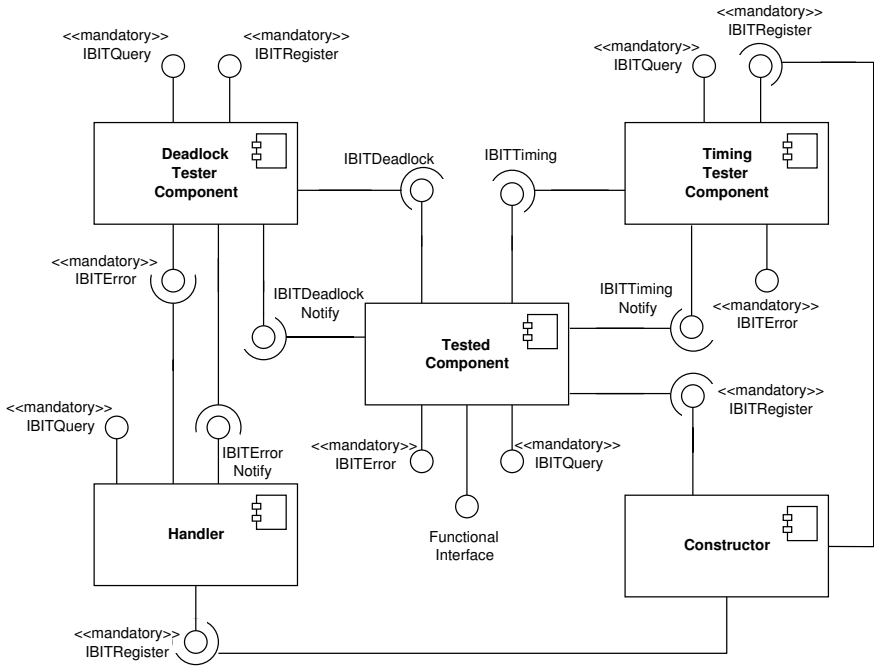 <<mandatory>>
IBITQuery
<<mandatory>>
IBITRegister
<<mandatory>>
IBITQuery
<<mandatory>>
IBITRegister
Deadlock
Tester
Component
IBITDeadlock
IBITTiming
Timing
Tester
Component
<<mandatory>>
IBITError
IBITDeadlock
Notify
IBITTiming
Notify
<<mandatory>>
IBITError
Tested
Component
<<mandatory>>
IBITQuery
IBITError
Notify
<<mandatory>>
IBITError
<<mandatory>>
IBITQuery
<<mandatory>>
IBITRegister
Functional
Interface
Handler
Constructor
<<mandatory>>
IBITRegister